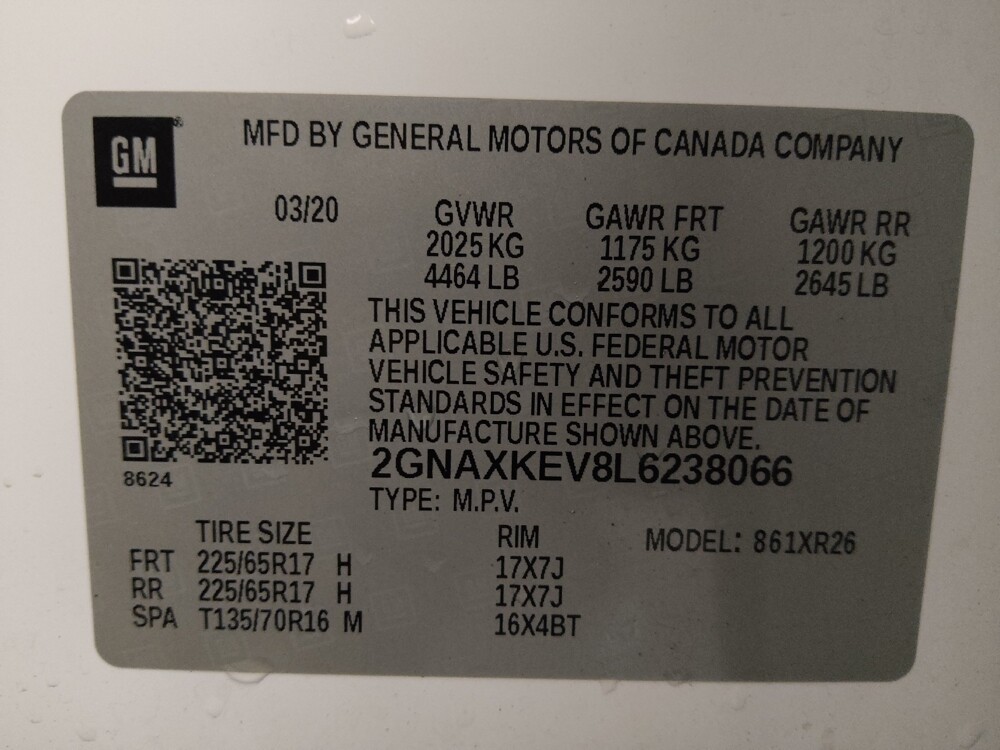 GM
MFD BY GENERAL MOTORS OF CANADA COMPANY
03/20 GVWR GAWR FRT GAWR RR
2025 KG 1175 KG 1200 KG
4464 LB 2590 LB 2645 LB
THIS VEHICLE CONFORMS TO ALL
APPLICABLE U.S. FEDERAL MOTOR
VEHICLE SAFETY AND THEFT PREVENTION
STANDARDS IN EFFECT ON THE DATE OF
MANUFACTURE SHOWN ABOVE.
2GNAXKEV8L6238066
8624
TYPE: M.P.V.
TIRE SIZE RIM MODEL: 861XR26
FRT 225/65R17 H 17X7J
RR 225/65R17 H 17X7J
SPA T135/70R16 M 16X4BT